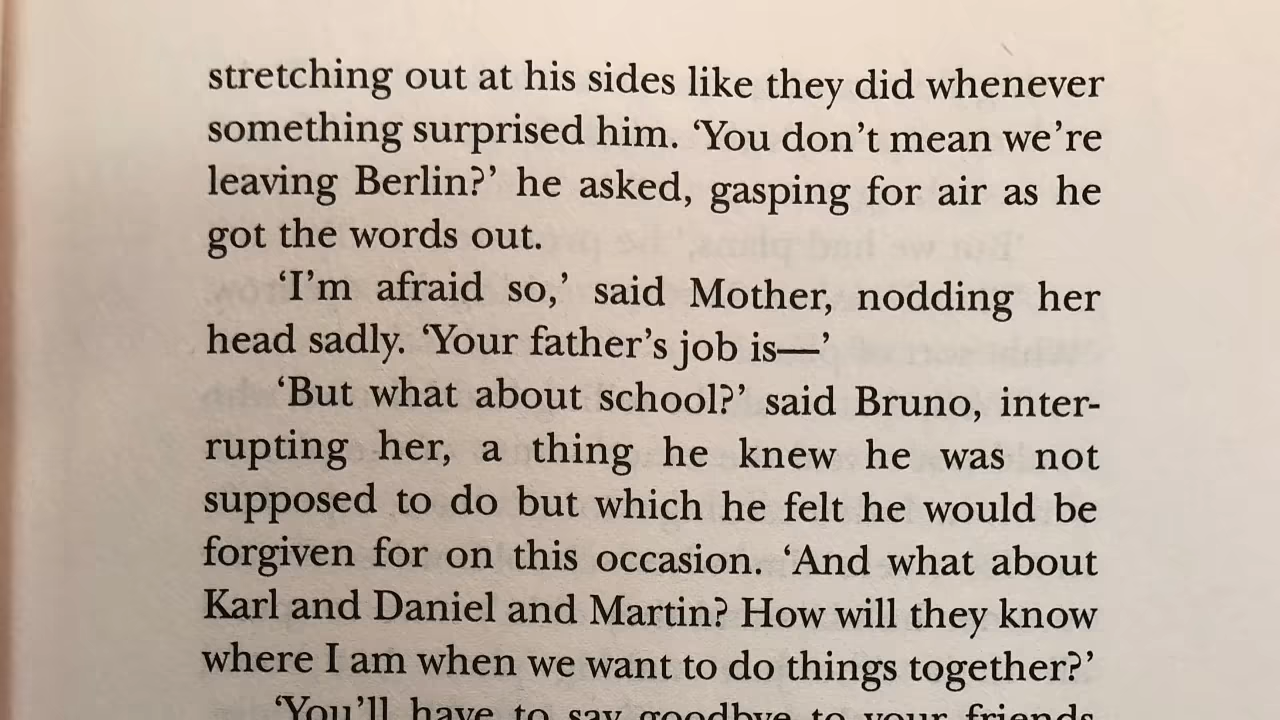 stretching out at his sides like they did whenever
something surprised him. ‘You don’t mean we’re
leaving Berlin?’ he asked, gasping for air as he
got the words out.
‘I’m afraid so,’ said Mother, nodding her
head sadly. ‘Your father’s job is—’
‘But what about school?’ said Bruno, inter-
rupting her, a thing he knew he was not
supposed to do but which he felt he would be
forgiven for on this occasion. ‘And what about
Karl and Daniel and Martin? How will they know
where I am when we want to do things together?’
‘You’ll have to say goodbye to your friends